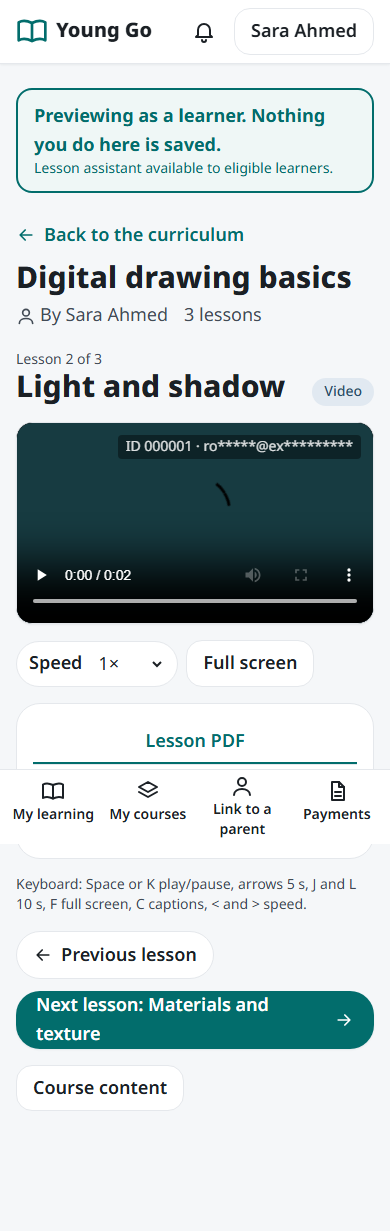 Young Go
Sara Ahmed
Previewing as a learner. Nothing
you do here is saved.
Lesson assistant available to eligible learners.
Back to the curriculum
Digital drawing basics
By Sara Ahmed 3 lessons
Lesson 2 of 3
Light and shadow
Video
ID 000001 · ro*****@ex*********
0:00 / 0:02
Speed 1×
Full screen
Lesson PDF
My learning
My courses
Link to a
parent
Payments
Keyboard: Space or K play/pause, arrows 5 s, J and L
10 s, F full screen, C captions, < and > speed.
Previous lesson
Next lesson: Materials and
texture
Course content